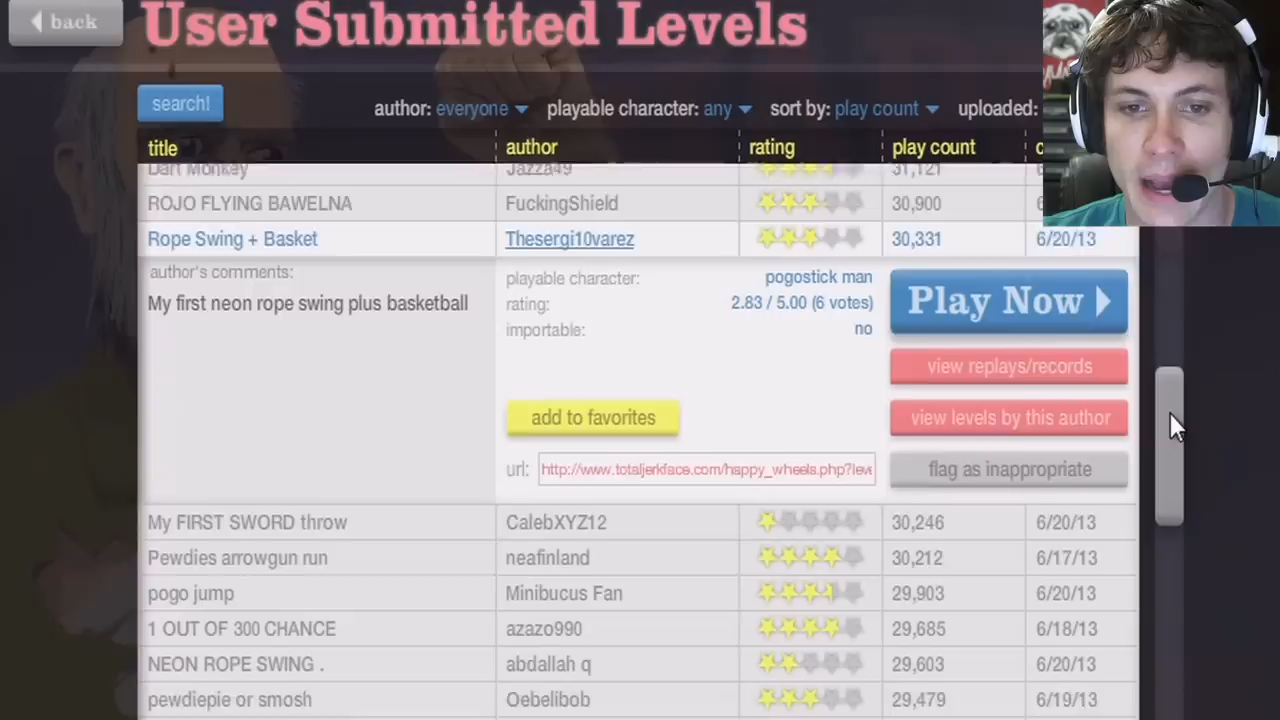 back
User Submitted Levels
search!
author: everyone playable character: any sort by: play count uploaded:
title author rating play count
Dart Monkey Jazza49 31,121
ROJO FLYING BAWELNA FuckingShield 30,900
Rope Swing + Basket Thesergi10varez 30,331 6/20/13
author's comments:
My first neon rope swing plus basketball
playable character: pogostick man
rating: 2.83 / 5.00 (6 votes)
importable: no
Play Now
view replays/records
add to favorites
view levels by this author
url: http://www.totaljerkface.com/happy_wheels.php?leve
flag as inappropriate
My FIRST SWORD throw CalebXYZ12 30,246 6/20/13
Pewdies arrowgun run neafinland 30,212 6/17/13
pogo jump Minibucus Fan 29,903 6/20/13
1 OUT OF 300 CHANCE azazo990 29,685 6/18/13
NEON ROPE SWING . abdallah q 29,603 6/20/13
pewdiepie or smosh Oebelibob 29,479 6/19/13